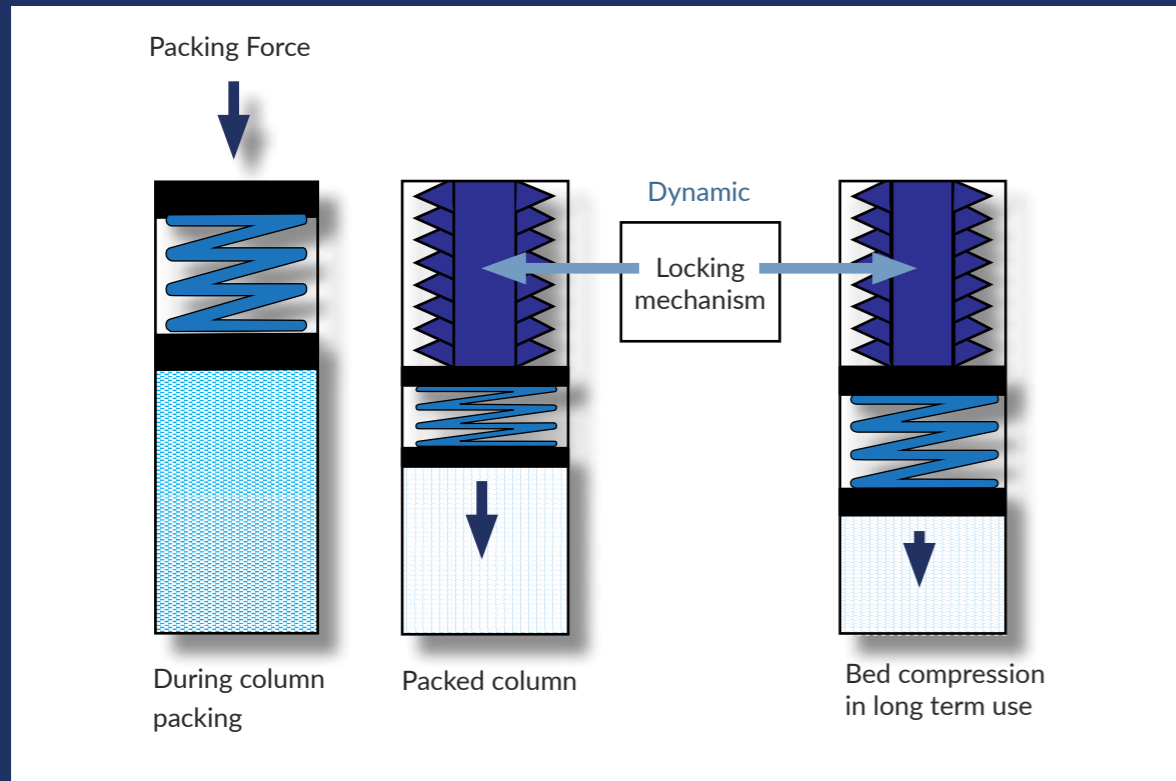 Packing Force
Dynamic
Locking
mechanism
During column
packing
Packed column
Bed compression
in long term use